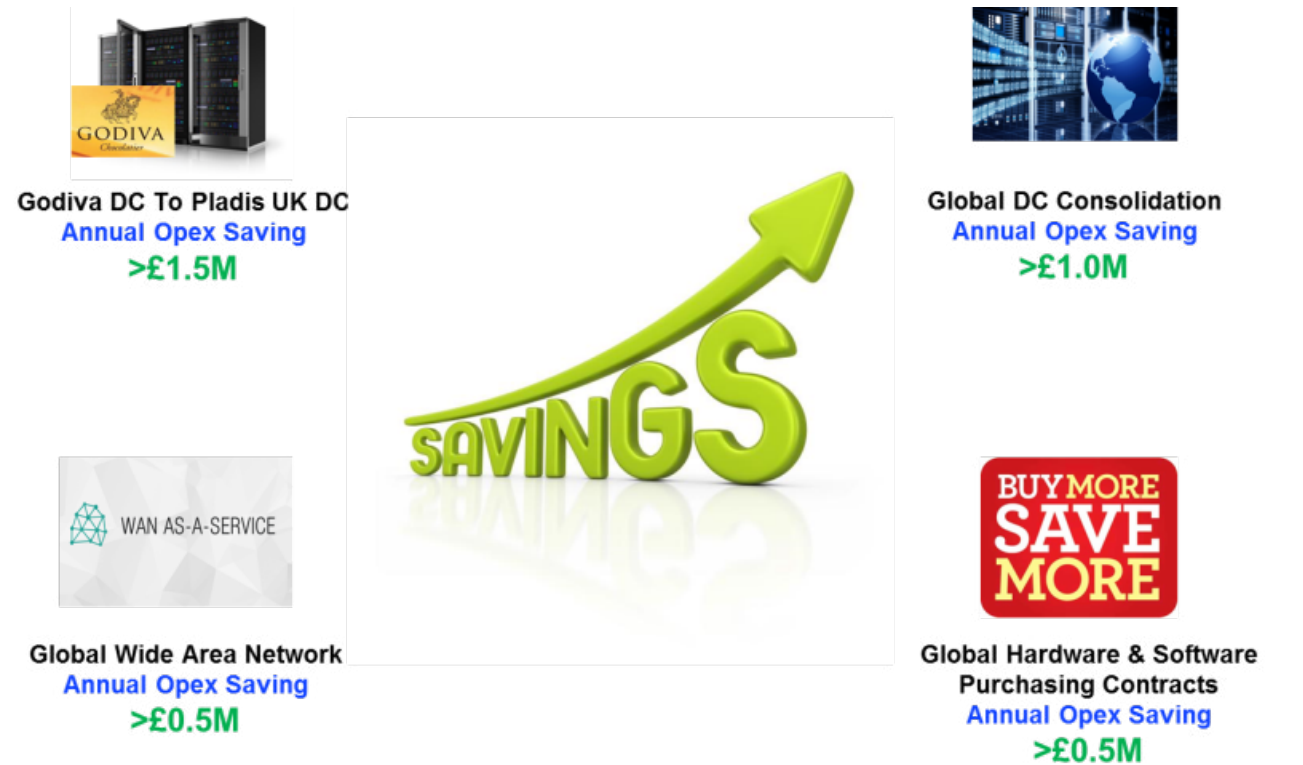 GODIVA
Chocolatier
Godiva DC To Pladis UK DC
Annual Opex Saving
>£1.5M
Global DC Consolidation
Annual Opex Saving
>£1.0M
SAVINGS
WAN AS-A-SERVICE
Global Wide Area Network
Annual Opex Saving
>£0.5M
BUY MORE
SAVE
MORE
Global Hardware & Software
Purchasing Contracts
Annual Opex Saving
>£0.5M